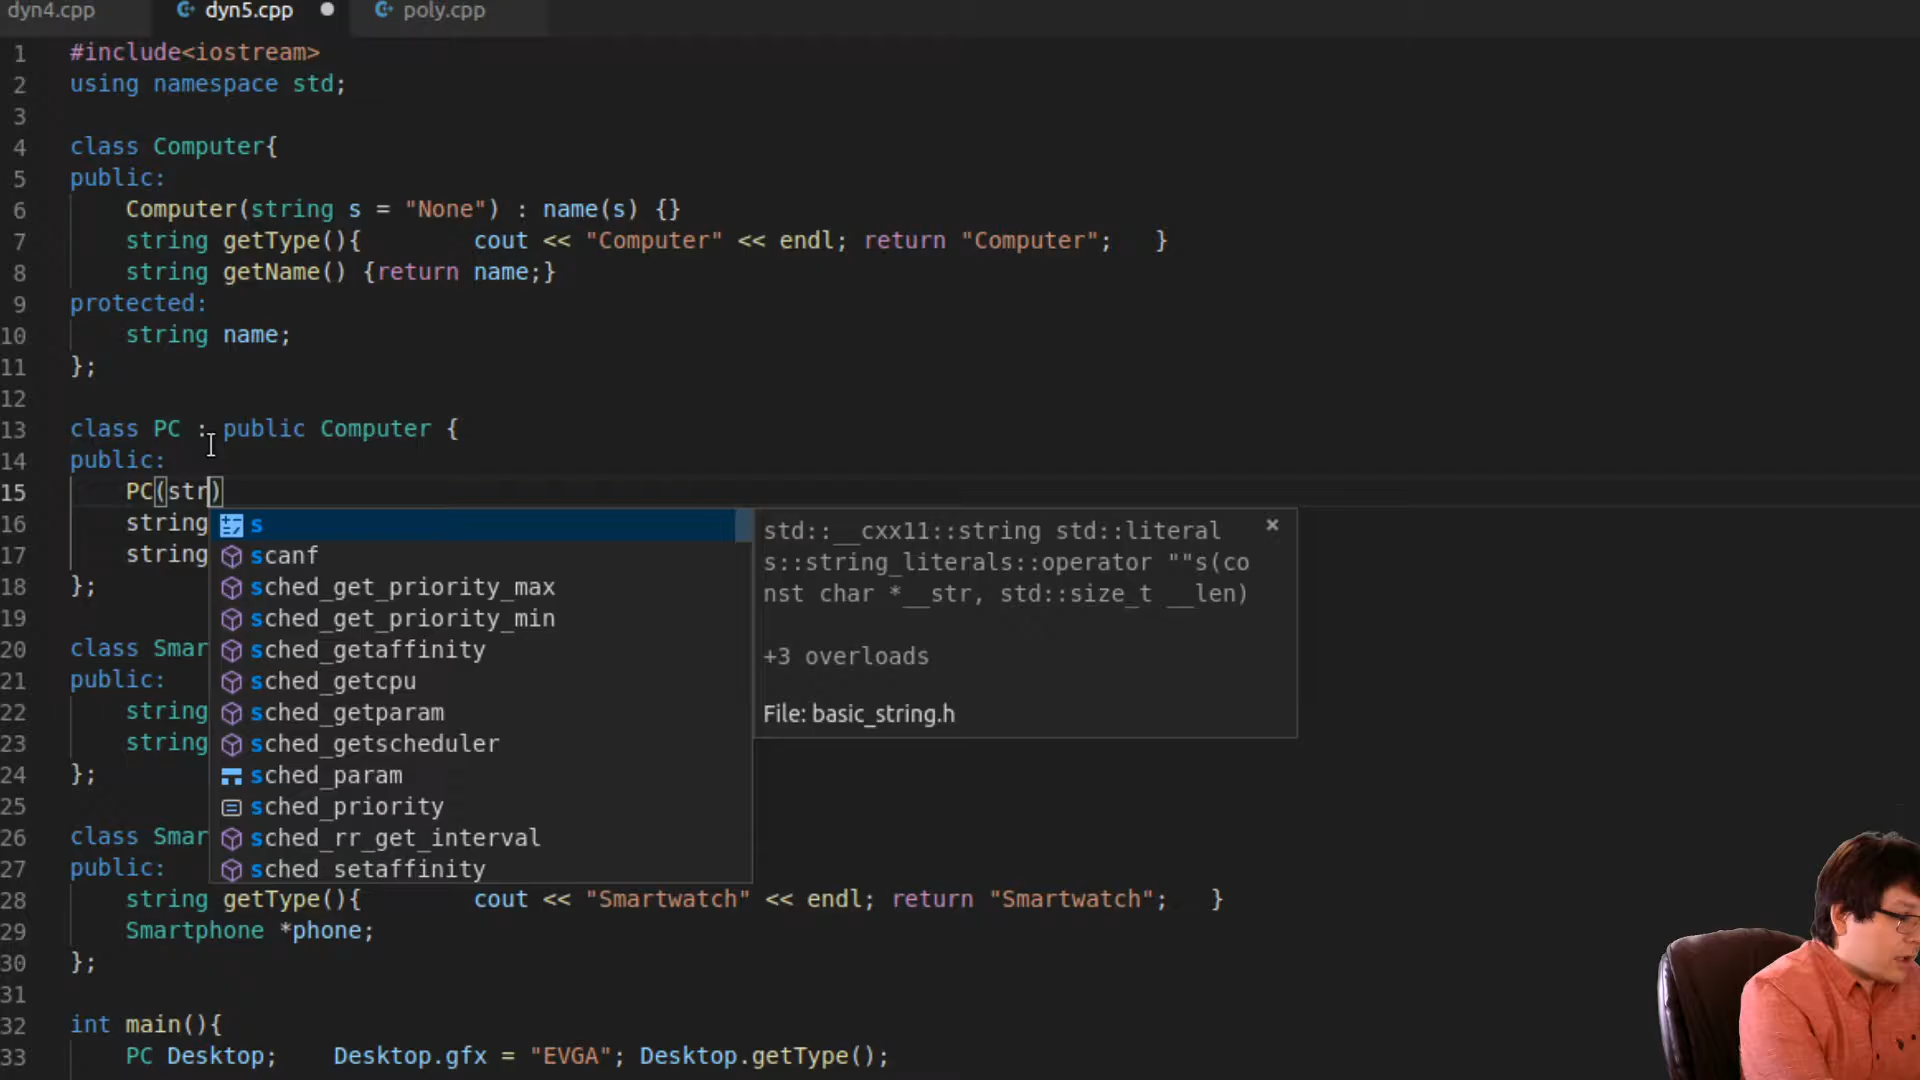 dyn4.cpp dyn5.cpp poly.cpp
1 #include<iostream>
2 using namespace std;
3
4 class Computer{
5 public:
6 Computer(string s = "None") : name(s) {}
7 string getType(){ cout << "Computer" << endl; return "Computer"; }
8 string getName() {return name;}
9 protected:
10 string name;
11 };
12
13 class PC : public Computer {
14 public:
15 PC(str)
16 string
17 string
18 };
19
20 class Smar
21 public:
22 string
23 string
24 };
25
26 class Smar
27 public:
28 string getType(){ cout << "Smartwatch" << endl; return "Smartwatch"; }
29 Smartphone *phone;
30 };
31
32 int main(){
33 PC Desktop; Desktop.gfx = "EVGA"; Desktop.getType();
s
scanf
sched_get_priority_max
sched_get_priority_min
sched_getaffinity
sched_getcpu
sched_getparam
sched_getscheduler
sched_param
sched_priority
sched_rr_get_interval
sched_setaffinity
std::__cxx11::string std::literal
s::string_literals::operator ""s(co
nst char *__str, std::size_t __len)
+3 overloads
File: basic_string.h